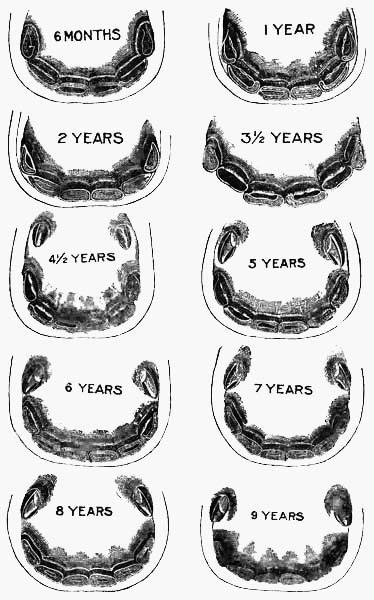 6 MONTHS
1 YEAR
2 YEARS
3½ YEARS
4½ YEARS
5 YEARS
6 YEARS
7 YEARS
8 YEARS
9 YEARS